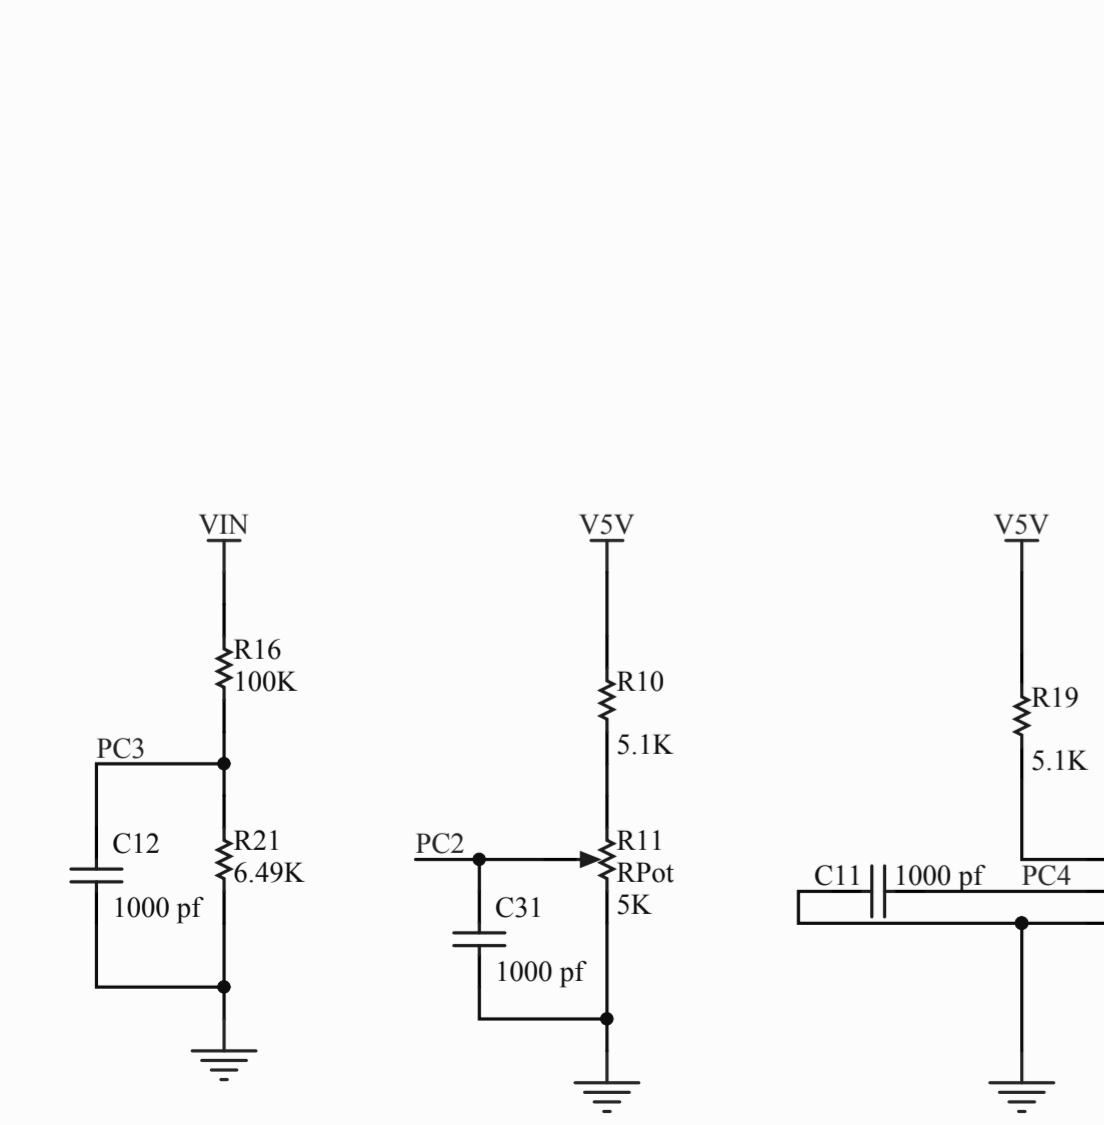 VIN
R16
100K
PC3
C12
1000 pf
R21
6.49K
V5V
R10
5.1K
PC2
R11
RPot
5K
C31
1000 pf
V5V
R19
5.1K
C11 1000 pf PC4